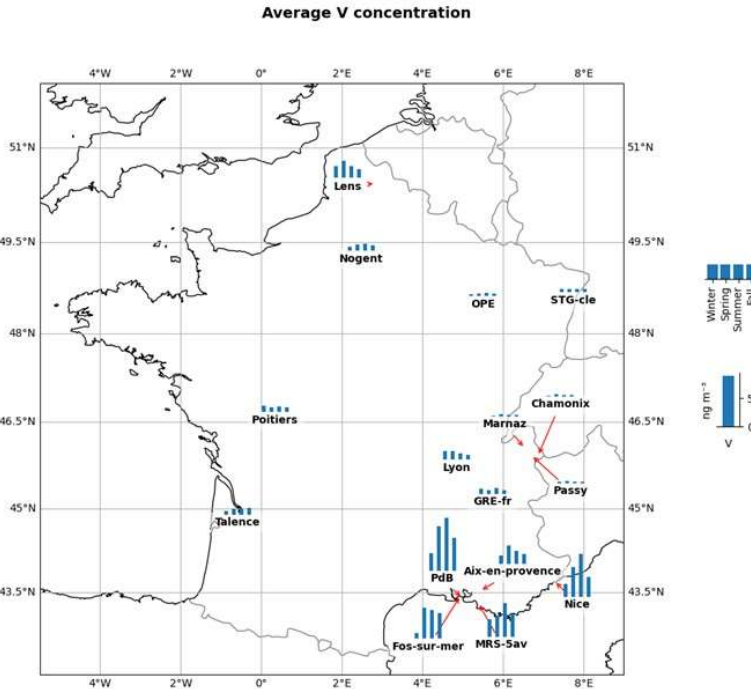 Average V concentration
4°W 2°W 0° 2°E 4°E 6°E 8°E
51°N 51°N
Lens
49.5°N 49.5°N
Nogent
OPE STG-cle
Winter
Spring
Summer
48°N 48°N
Chamonix
ng m⁻³
5
0
V
46.5°N Poitiers Marnaz 46.5°N
Lyon
GRE-fr Passy
45°N 45°N
Talence
PdB Aix-en-provence
43.5°N 43.5°N
Nice
Fos-sur-mer MRS-5av
4°W 2°W 0° 2°E 4°E 6°E 8°E